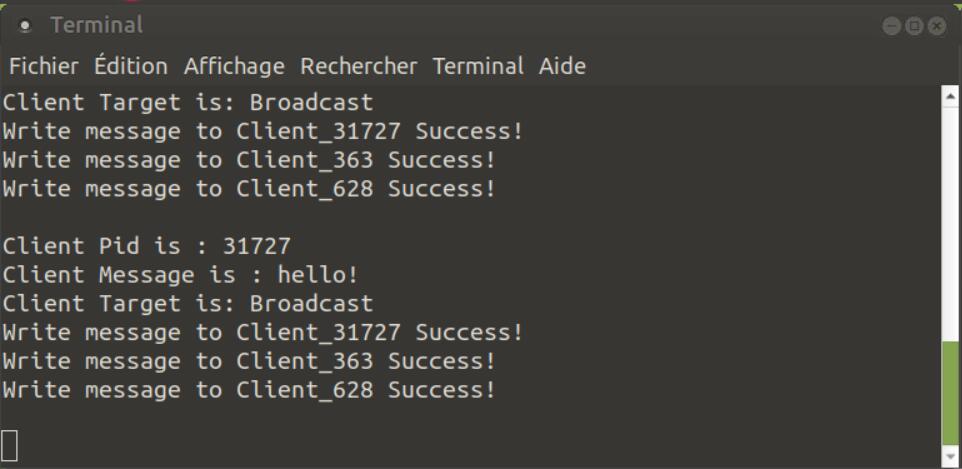 Terminal
Fichier Édition Affichage Rechercher Terminal Aide
Client Target is: Broadcast
Write message to Client_31727 Success!
Write message to Client_363 Success!
Write message to Client_628 Success!
Client Pid is : 31727
Client Message is : hello!
Client Target is: Broadcast
Write message to Client_31727 Success!
Write message to Client_363 Success!
Write message to Client_628 Success!